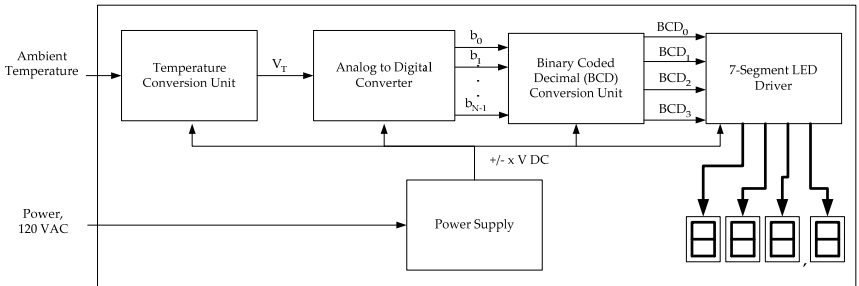 Ambient
Temperature
Temperature
Conversion Unit
V_T
Analog to Digital
Converter
b_0
b_1
.
.
.
b_N-1
Binary Coded
Decimal (BCD)
Conversion Unit
BCD_0
BCD_1
BCD_2
BCD_3
7-Segment LED
Driver
+/- x V DC
Power,
120 VAC
Power Supply